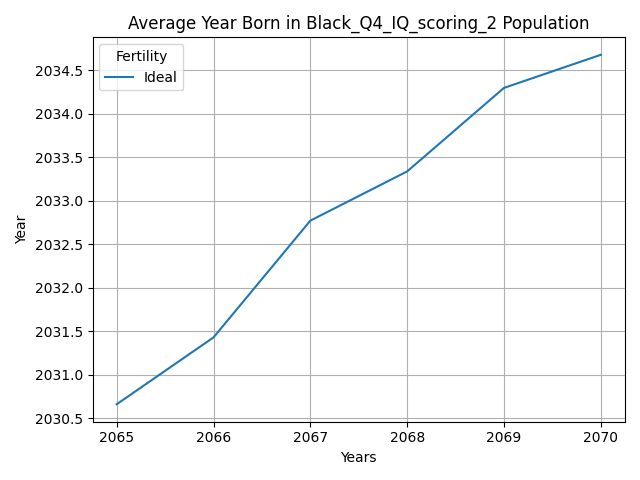 Average Year Born in Black_Q4_IQ_scoring_2 Population
Fertility
Ideal
Year
2034.5
2034.0
2033.5
2033.0
2032.5
2032.0
2031.5
2031.0
2030.5
2065 2066 2067 2068 2069 2070
Years